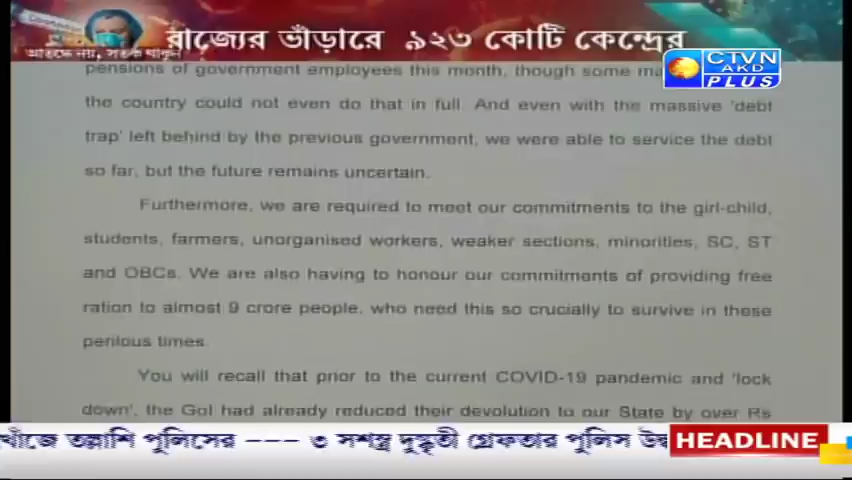 রাজ্যের ভাঁড়ারে ৯২৩ কোটি কেন্দ্রের
আতঙ্কে নয়, সতর্ক থাকুন
CTVN
AKD
PLUS
pensions of government employees this month, though some
the country could not even do that in full. And even with the massive 'debt
trap' left behind by the previous government, we were able to service the debt
so far, but the future remains uncertain.
Furthermore, we are required to meet our commitments to the girl-child,
students, farmers, unorganised workers, weaker sections, minorities, SC, ST
and OBCs. We are also having to honour our commitments of providing free
ration to almost 9 crore people, who need this so crucially to survive in these
perilous times.
You will recall that prior to the current COVID-19 pandemic and 'lock
down', the GoI had already reduced their devolution to our State by over Rs
খোঁজে তল্লাশি পুলিসের --- ৩ সশস্ত্র দুষ্কৃতী গ্রেফতার পুলিস
HEADLINE